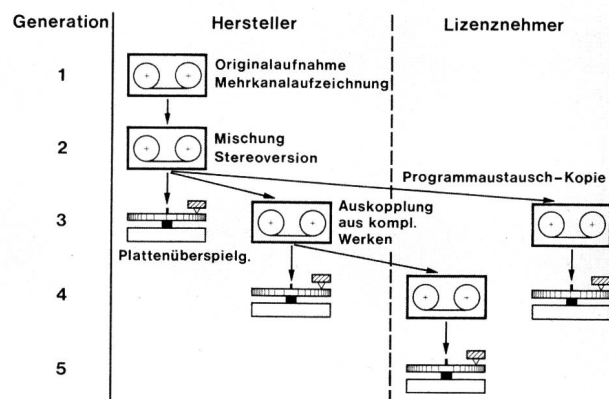 Generation
Hersteller
Lizenznehmer
1
Originalaufnahme
Mehrkanalaufzeichnung
2
Mischung
Stereoversion
Programmaustausch-Kopie
3
Auskopplung
aus kompl.
Werken
Plattenüberspielg.
4
5